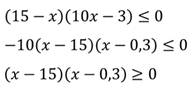 (15 − x)(10x − 3) ≤ 0
−10(x − 15)(x − 0,3) ≤ 0
(x − 15)(x − 0,3) ≥ 0